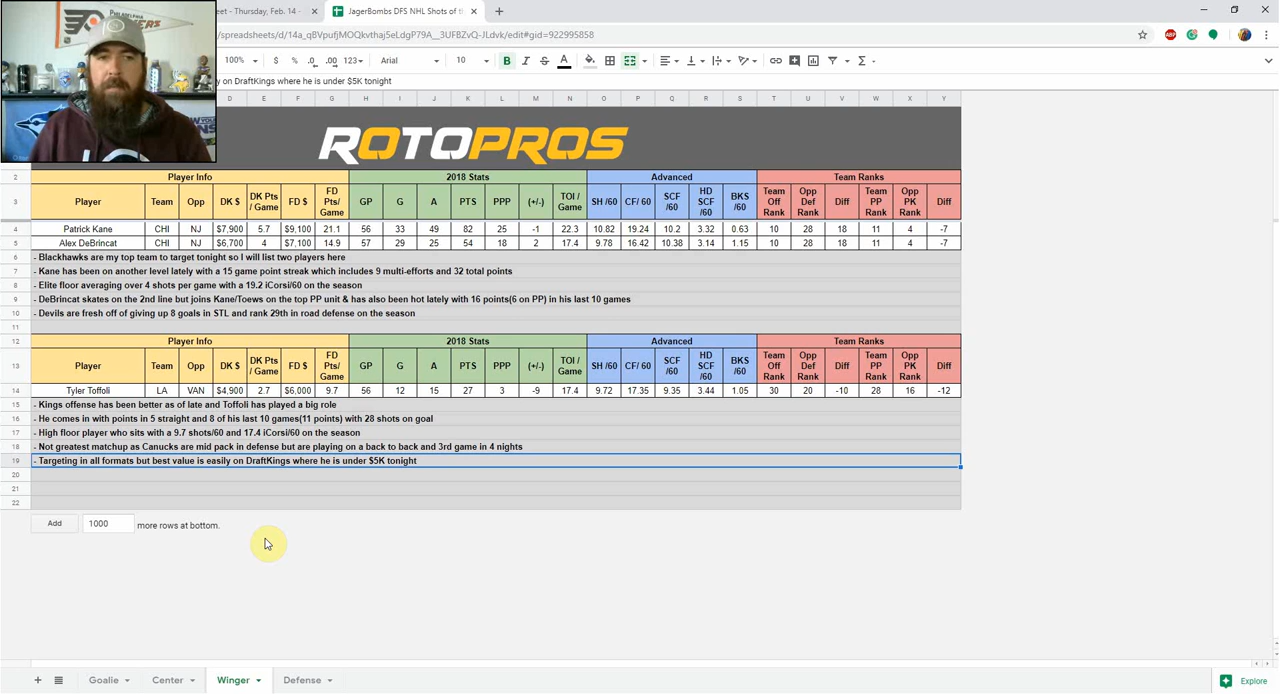 eet - Thursday, Feb. 14 -
JagerBombs DFS NHL Shots of t
/spreadsheets/d/14a_qBVpufjMOQkvthaj5eLdgP79A__3UFBZvQ-JLdvk/edit#gid=922995858
100% $ % .0 .00 123 Arial 10 B I S A
y on DraftKings where he is under $5K tonight
D E F G H I J K L M N O P Q R S T U V W X Y
ROTOPROS
2 Player Info 2018 Stats Advanced Team Ranks
3 Player Team Opp DK $ DK Pts / Game FD $ FD Pts/ Game GP G A PTS PPP (+/-) TOI / Game SH /60 CF/ 60 SCF /60 HD SCF /60 BKS /60 Team Off Rank Opp Def Rank Diff Team PP Rank Opp PK Rank Diff
4 Patrick Kane CHI NJ $7,900 5.7 $9,100 21.1 56 33 49 82 25 -1 22.3 10.82 19.24 10.2 3.32 0.63 10 28 18 11 4 -7
5 Alex DeBrincat CHI NJ $6,700 4 $7,100 14.9 57 29 25 54 18 2 17.4 9.78 16.42 10.38 3.14 1.15 10 28 18 11 4 -7
6 - Blackhawks are my top team to target tonight so I will list two players here
7 - Kane has been on another level lately with a 15 game point streak which includes 9 multi-efforts and 32 total points
8 - Elite floor averaging over 4 shots per game with a 19.2 iCorsi/60 on the season
9 - DeBrincat skates on the 2nd line but joins Kane/Toews on the top PP unit & has also been hot lately with 16 points(6 on PP) in his last 10 games
10 - Devils are fresh off of giving up 8 goals in STL and rank 29th in road defense on the season
11
12 Player Info 2018 Stats Advanced Team Ranks
13 Player Team Opp DK $ DK Pts / Game FD $ FD Pts/ Game GP G A PTS PPP (+/-) TOI / Game SH /60 CF/ 60 SCF /60 HD SCF /60 BKS /60 Team Off Rank Opp Def Rank Diff Team PP Rank Opp PK Rank Diff
14 Tyler Toffoli LA VAN $4,900 2.7 $6,000 9.7 56 12 15 27 3 -9 17.4 9.72 17.35 9.35 3.44 1.05 30 20 -10 28 16 -12
15 - Kings offense has been better as of late and Toffoli has played a big role
16 - He comes in with points in 5 straight and 8 of his last 10 games(11 points) with 28 shots on goal
17 - High floor player who sits with a 9.7 shots/60 and 17.4 iCorsi/60 on the season
18 - Not greatest matchup as Canucks are mid pack in defense but are playing on a back to back and 3rd game in 4 nights
19 - Targeting in all formats but best value is easily on DraftKings where he is under $5K tonight
20
21
22
Add 1000 more rows at bottom.
Goalie Center Winger Defense Explore